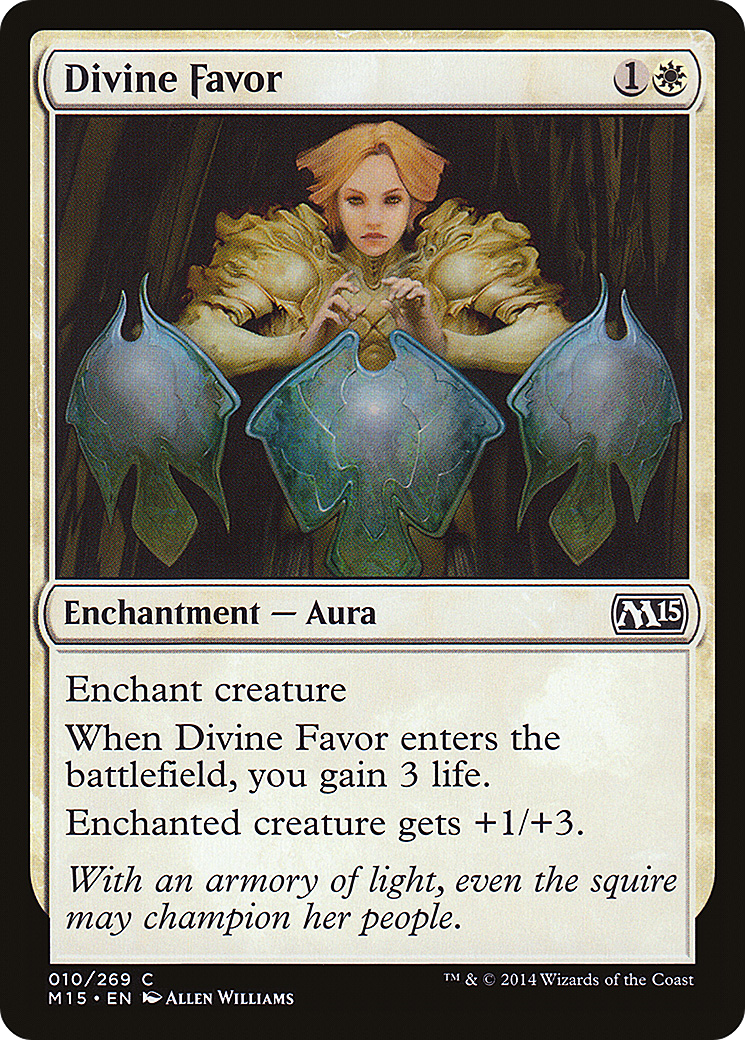 Divine Favor 1
Enchantment — Aura M15
Enchant creature
When Divine Favor enters the
battlefield, you gain 3 life.
Enchanted creature gets +1/+3.
With an armory of light, even the squire
may champion her people.
010/269 C ™ & © 2014 Wizards of the Coast
M15 • EN Allen Williams